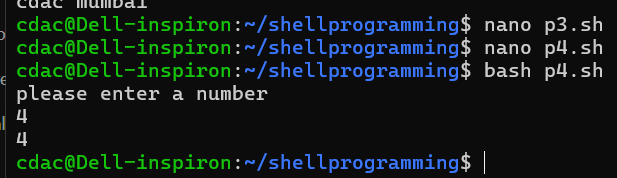 cdac mumbai
cdac@Dell-inspiron:~/shellprogramming$ nano p3.sh
cdac@Dell-inspiron:~/shellprogramming$ nano p4.sh
cdac@Dell-inspiron:~/shellprogramming$ bash p4.sh
please enter a number
4
4
cdac@Dell-inspiron:~/shellprogramming$